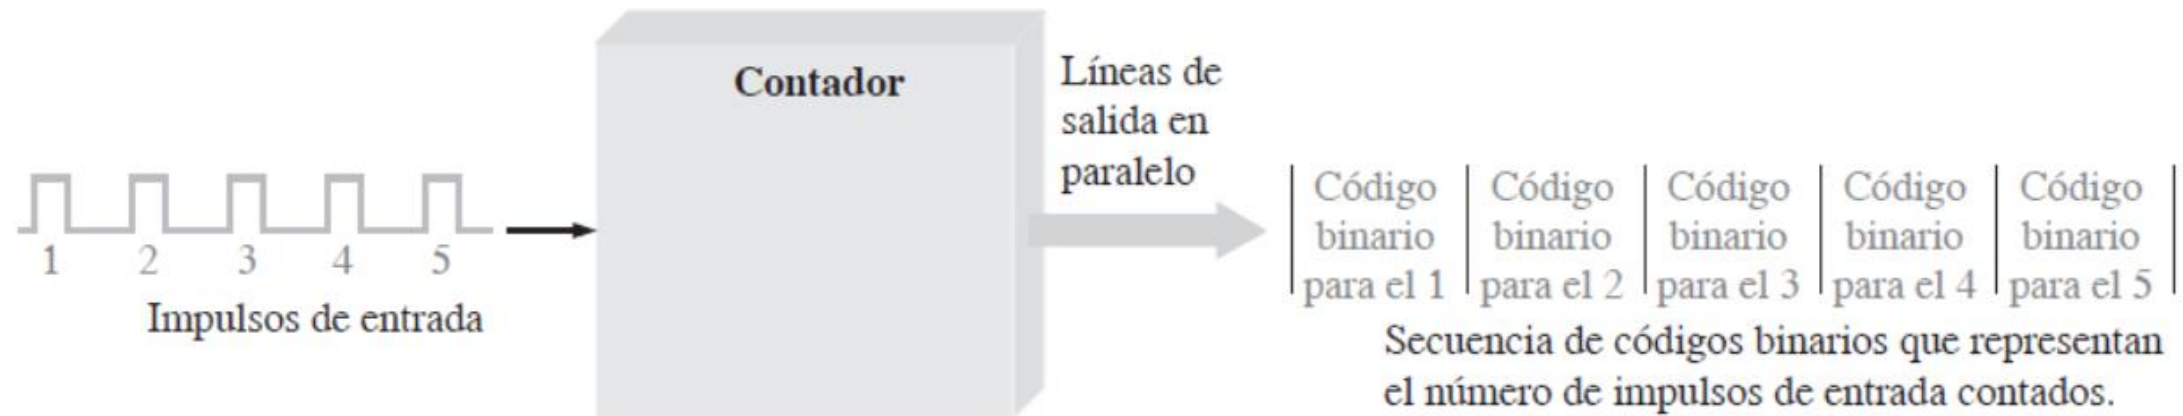 Contador
Líneas de
salida en
paralelo
1 2 3 4 5
Impulsos de entrada
Código
binario
para el 1
Código
binario
para el 2
Código
binario
para el 3
Código
binario
para el 4
Código
binario
para el 5
Secuencia de códigos binarios que representan
el número de impulsos de entrada contados.